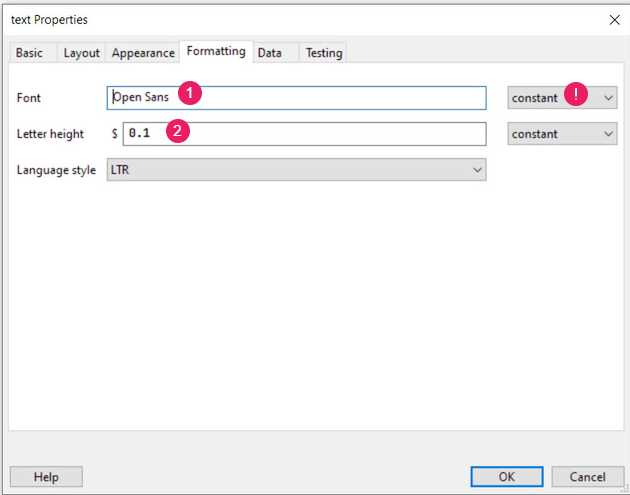 text Properties
Basic Layout Appearance Formatting Data Testing
Font Open Sans 1 constant !
Letter height $ 0.1 2 constant
Language style LTR
Help OK Cancel